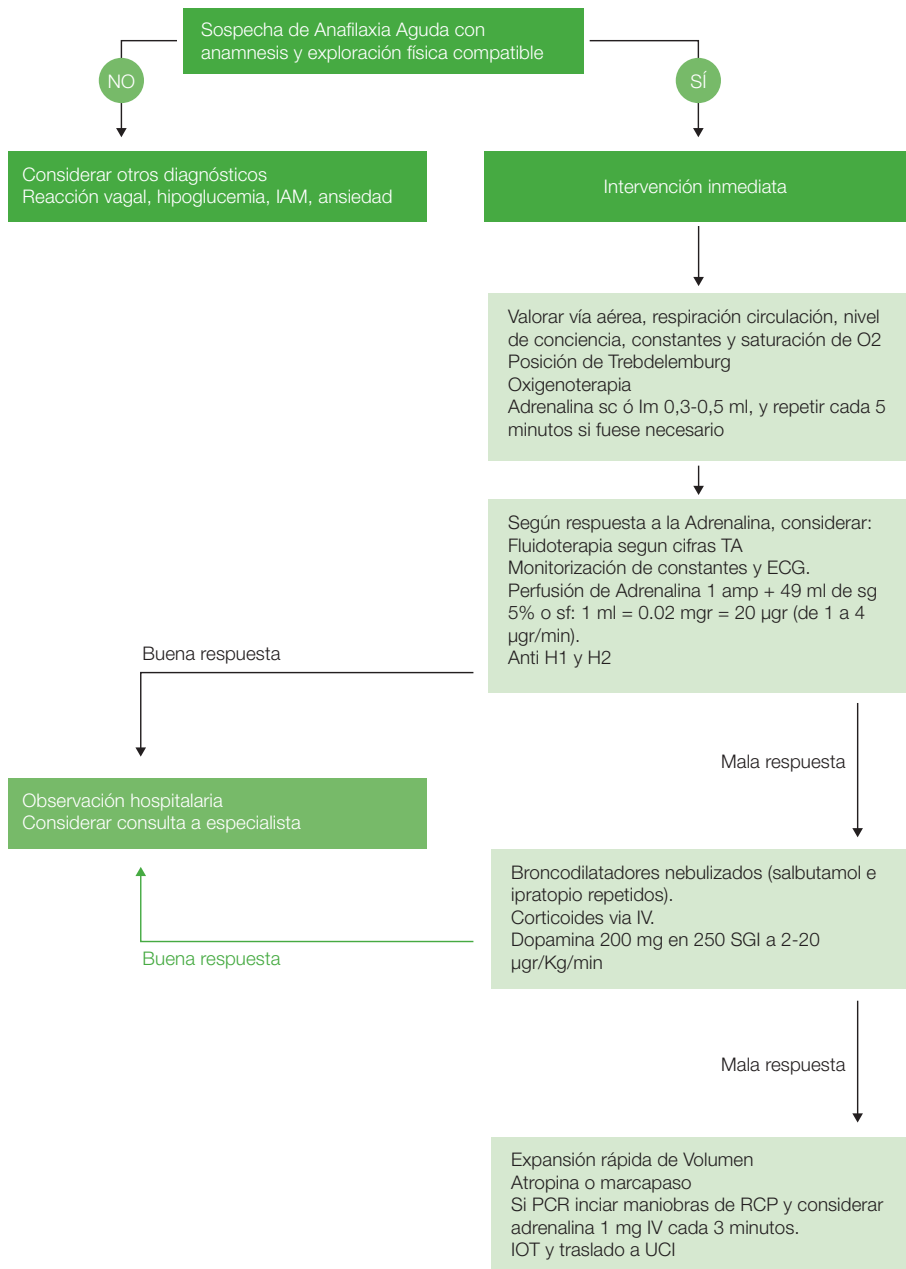 Sospecha de Anafilaxia Aguda con
anamnesis y exploración física compatible
NO
SÍ
Considerar otros diagnósticos
Reacción vagal, hipoglucemia, IAM, ansiedad
Intervención inmediata
Valorar vía aérea, respiración circulación, nivel
de conciencia, constantes y saturación de O2
Posición de Trebdelemburg
Oxigenoterapia
Adrenalina sc ó Im 0,3-0,5 ml, y repetir cada 5
minutos si fuese necesario
Según respuesta a la Adrenalina, considerar:
Fluidoterapia segun cifras TA
Monitorización de constantes y ECG.
Perfusión de Adrenalina 1 amp + 49 ml de sg
5% o sf: 1 ml = 0.02 mgr = 20 µgr (de 1 a 4
µgr/min).
Anti H1 y H2
Buena respuesta
Mala respuesta
Observación hospitalaria
Considerar consulta a especialista
Broncodilatadores nebulizados (salbutamol e
ipratopio repetidos).
Corticoides via IV.
Dopamina 200 mg en 250 SGI a 2-20
µgr/Kg/min
Buena respuesta
Mala respuesta
Expansión rápida de Volumen
Atropina o marcapaso
Si PCR inciar maniobras de RCP y considerar
adrenalina 1 mg IV cada 3 minutos.
IOT y traslado a UCI